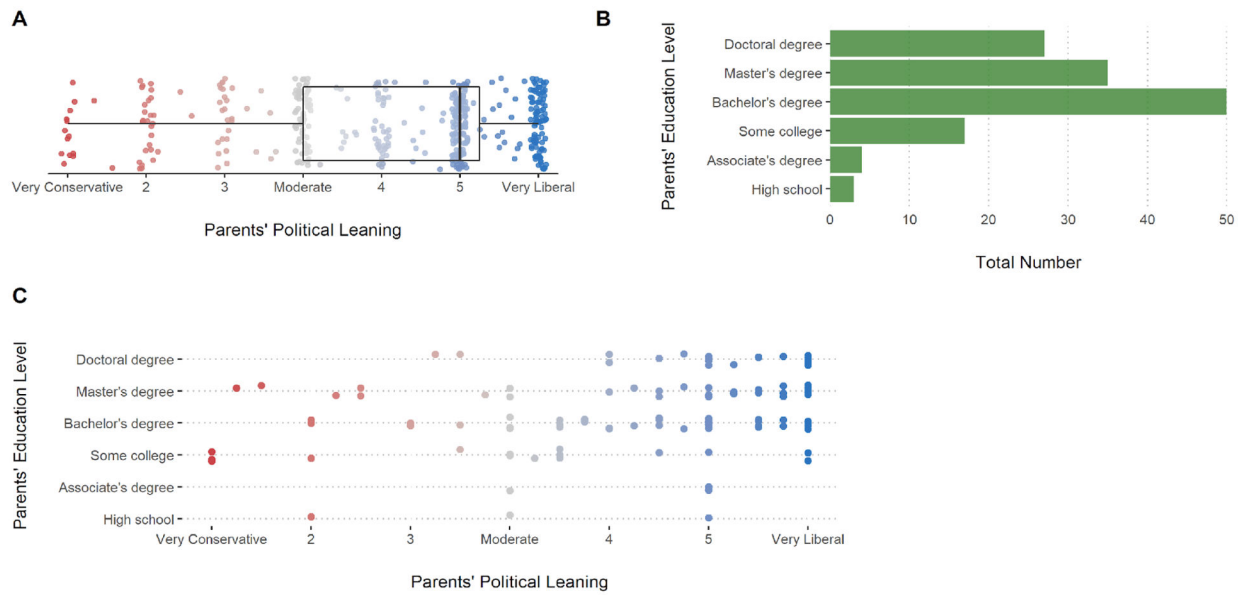 A
Very Conservative 2 3 Moderate 4 5 Very Liberal
Parents' Political Leaning
B
Parents' Education Level
Doctoral degree
Master's degree
Bachelor's degree
Some college
Associate's degree
High school
0 10 20 30 40 50
Total Number
C
Parents' Education Level
Doctoral degree
Master's degree
Bachelor's degree
Some college
Associate's degree
High school
Very Conservative 2 3 Moderate 4 5 Very Liberal
Parents' Political Leaning